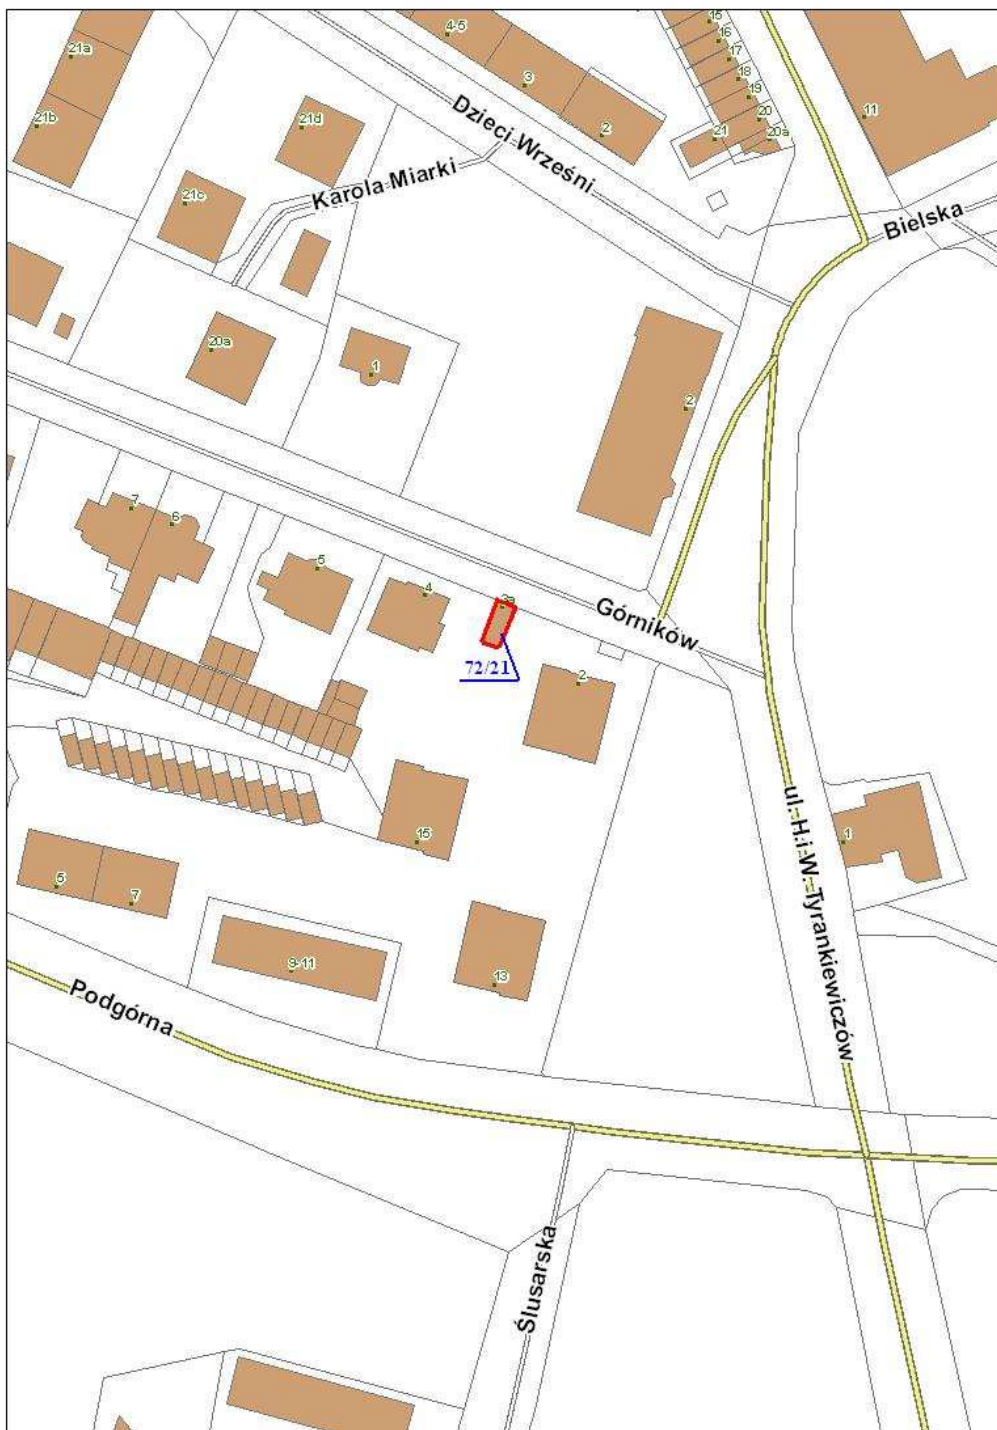 15
4-5
16
21a
17
3
18
19
11
20
21b
21d
2
21
20a
Dzieci Wrześni
Karola Miarki
21c
Bielska
20a
1
2
7
6
5
4
3a
Górników
72/21
2
ul. H. i W. Tyrankiewiczów
15
1
5
7
9-11
13
Podgórna
Ślusarska